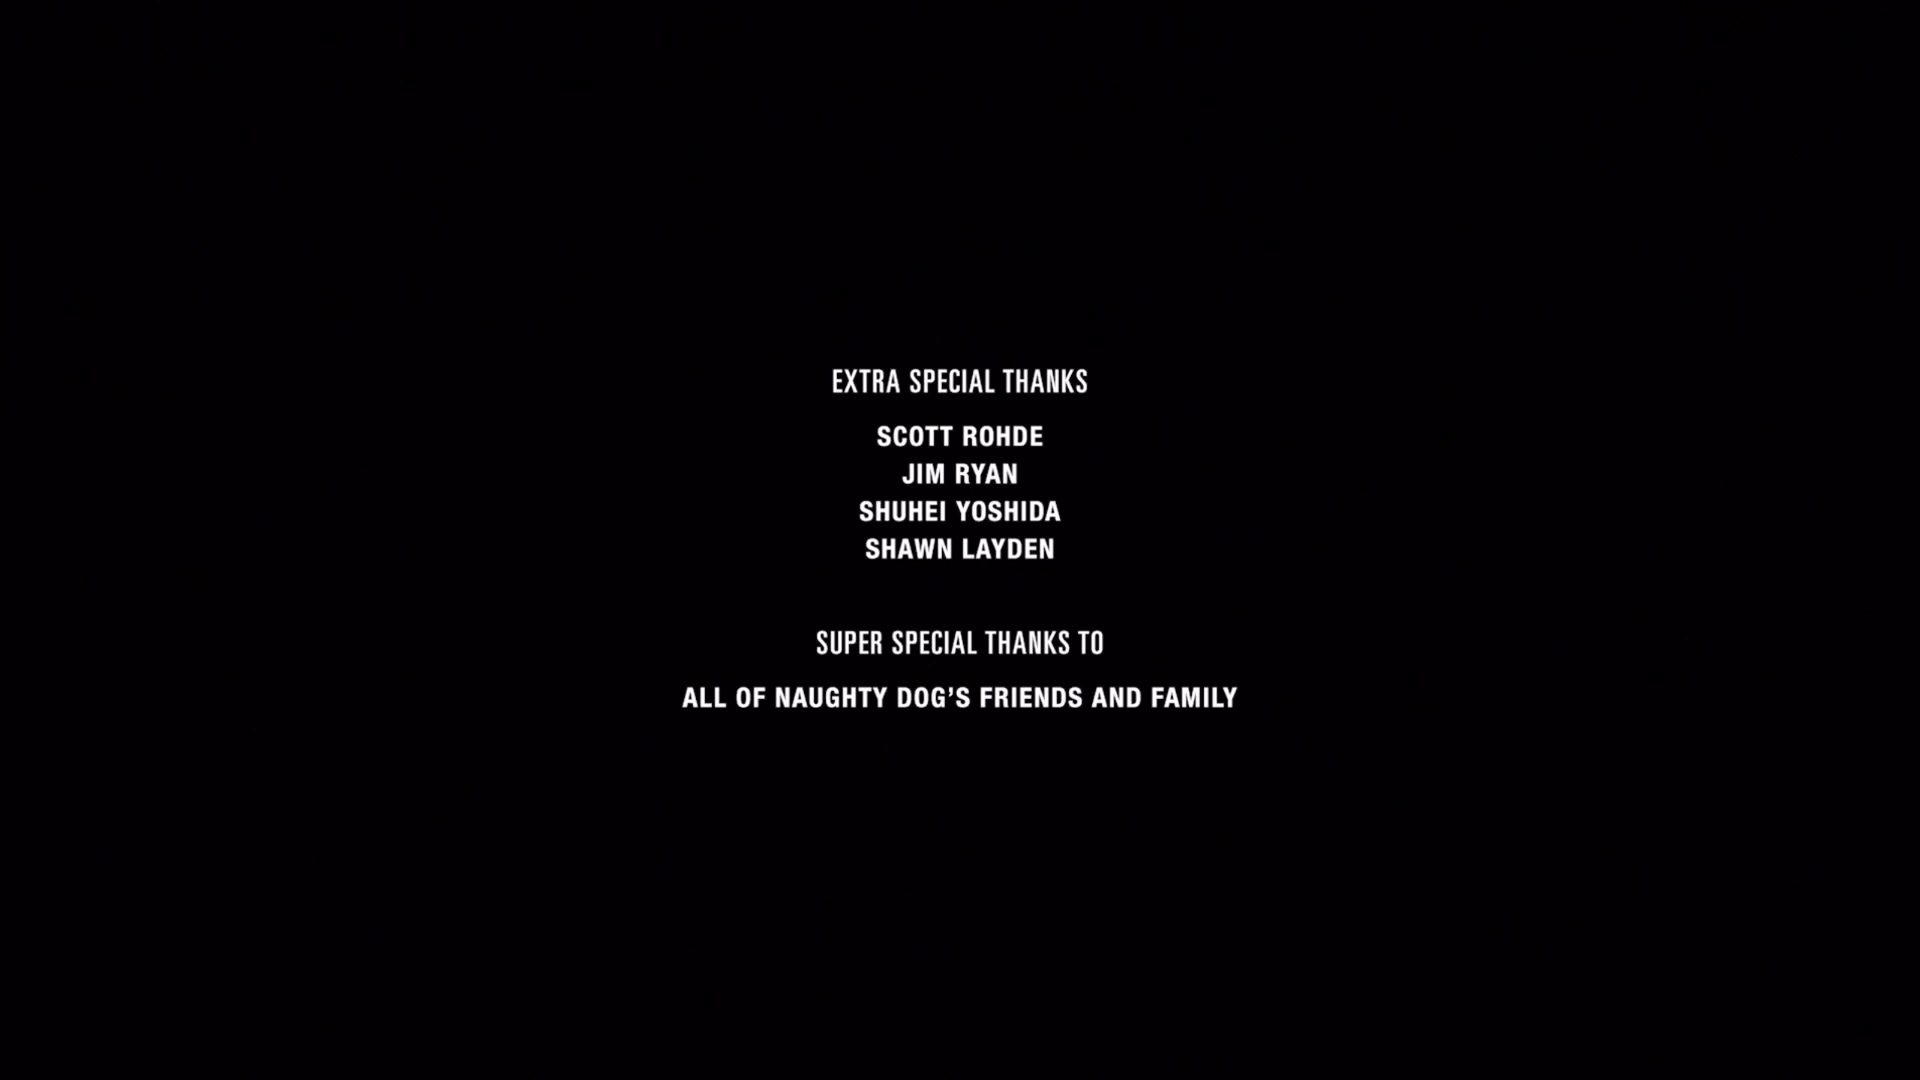 EXTRA SPECIAL THANKS
SCOTT ROHDE
JIM RYAN
SHUHEI YOSHIDA
SHAWN LAYDEN
SUPER SPECIAL THANKS TO
ALL OF NAUGHTY DOG’S FRIENDS AND FAMILY